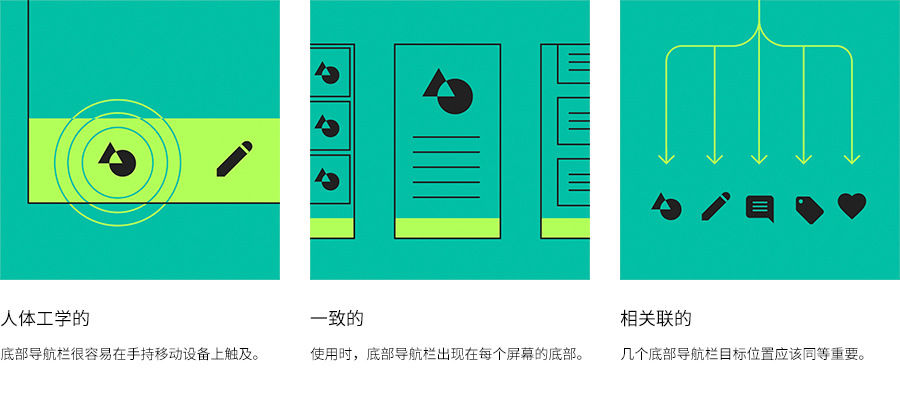 人体工学的
底部导航栏很容易在手持移动设备上触及。
一致的
使用时，底部导航栏出现在每个屏幕的底部。
相关联的
几个底部导航栏目标位置应该同等重要。